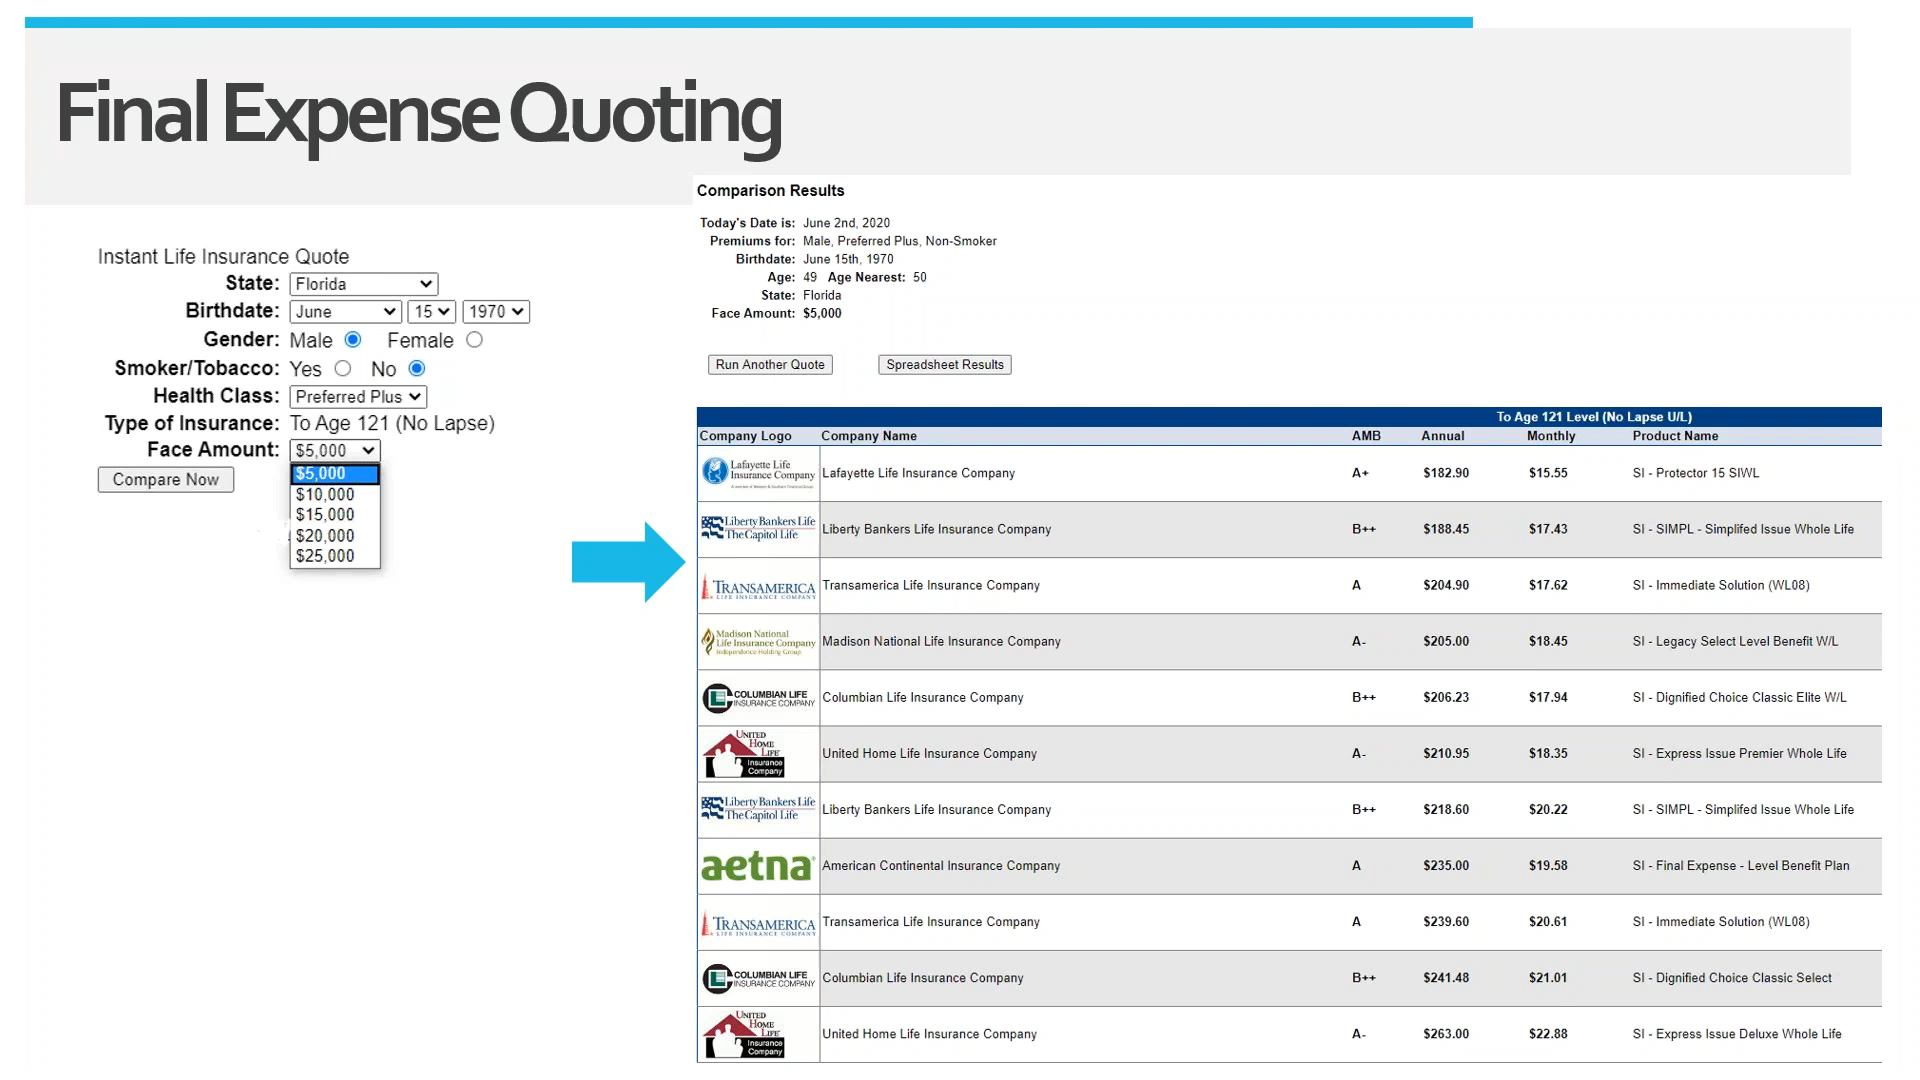 Final Expense Quoting
Instant Life Insurance Quote
State: Florida
Birthdate: June 15 1970
Gender: Male Female
Smoker/Tobacco: Yes No
Health Class: Preferred Plus
Type of Insurance: To Age 121 (No Lapse)
Face Amount: $5,000
$5,000
Compare Now
$10,000
$15,000
$20,000
$25,000
Comparison Results
Today's Date is: June 2nd, 2020
Premiums for: Male, Preferred Plus, Non-Smoker
Birthdate: June 15th, 1970
Age: 49 Age Nearest: 50
State: Florida
Face Amount: $5,000
Run Another Quote Spreadsheet Results
To Age 121 Level (No Lapse U/L)
Company Logo Company Name AMB Annual Monthly Product Name
Lafayette Life
Insurance Company
A member of Western & Southern Financial Group
Lafayette Life Insurance Company A+ $182.90 $15.55 SI - Protector 15 SIWL
Liberty Bankers Life
The Capitol Life
Liberty Bankers Life Insurance Company B++ $188.45 $17.43 SI - SIMPL - Simplifed Issue Whole Life
TRANSAMERICA
LIFE INSURANCE COMPANY
Transamerica Life Insurance Company A $204.90 $17.62 SI - Immediate Solution (WL08)
Madison National
Life Insurance Company
Independence Holding Group
Madison National Life Insurance Company A- $205.00 $18.45 SI - Legacy Select Level Benefit W/L
COLUMBIAN LIFE
INSURANCE COMPANY
Columbian Life Insurance Company B++ $206.23 $17.94 SI - Dignified Choice Classic Elite W/L
UNITED
HOME
LIFE
Insurance
Company
United Home Life Insurance Company A- $210.95 $18.35 SI - Express Issue Premier Whole Life
Liberty Bankers Life
The Capitol Life
Liberty Bankers Life Insurance Company B++ $218.60 $20.22 SI - SIMPL - Simplifed Issue Whole Life
aetna
American Continental Insurance Company A $235.00 $19.58 SI - Final Expense - Level Benefit Plan
TRANSAMERICA
LIFE INSURANCE COMPANY
Transamerica Life Insurance Company A $239.60 $20.61 SI - Immediate Solution (WL08)
COLUMBIAN LIFE
INSURANCE COMPANY
Columbian Life Insurance Company B++ $241.48 $21.01 SI - Dignified Choice Classic Select
UNITED
HOME
LIFE
Insurance
Company
United Home Life Insurance Company A- $263.00 $22.88 SI - Express Issue Deluxe Whole Life